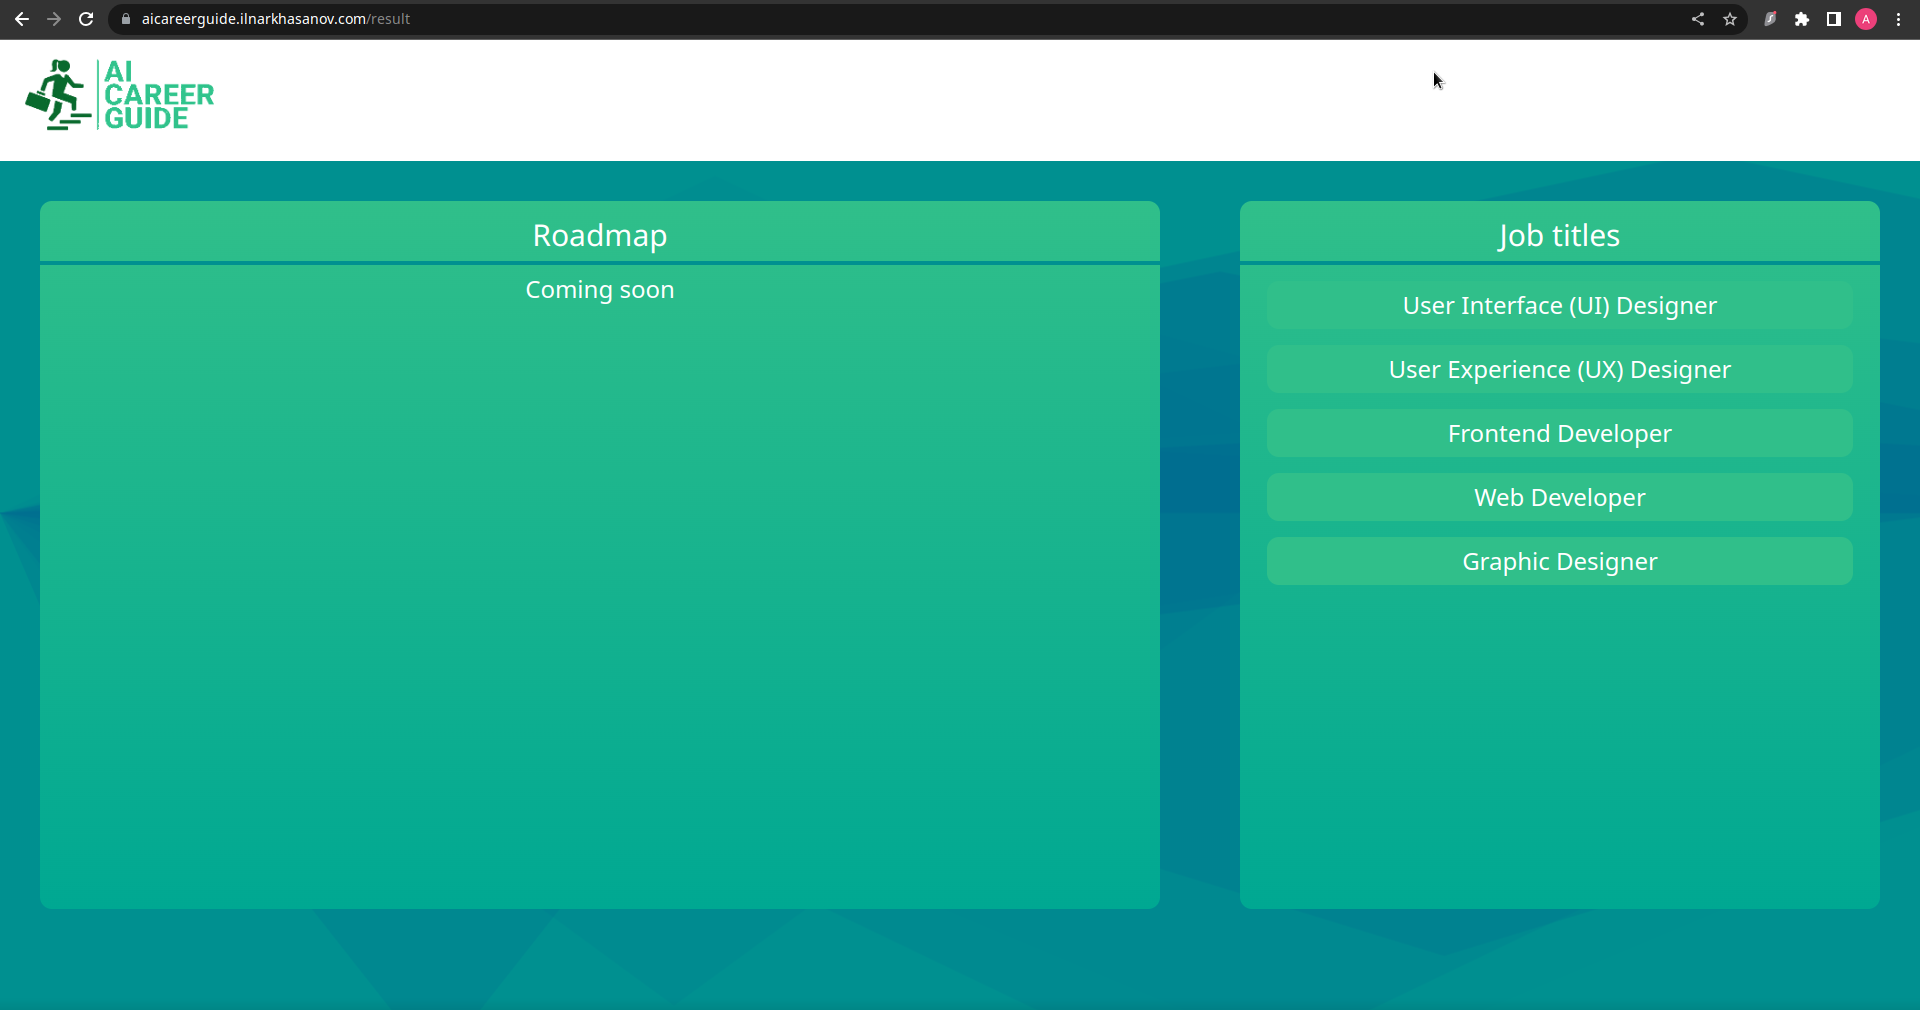 aicareerguide.ilnarkhasanov.com/result
A
AI
CAREER
GUIDE
Roadmap
Coming soon
Job titles
User Interface (UI) Designer
User Experience (UX) Designer
Frontend Developer
Web Developer
Graphic Designer